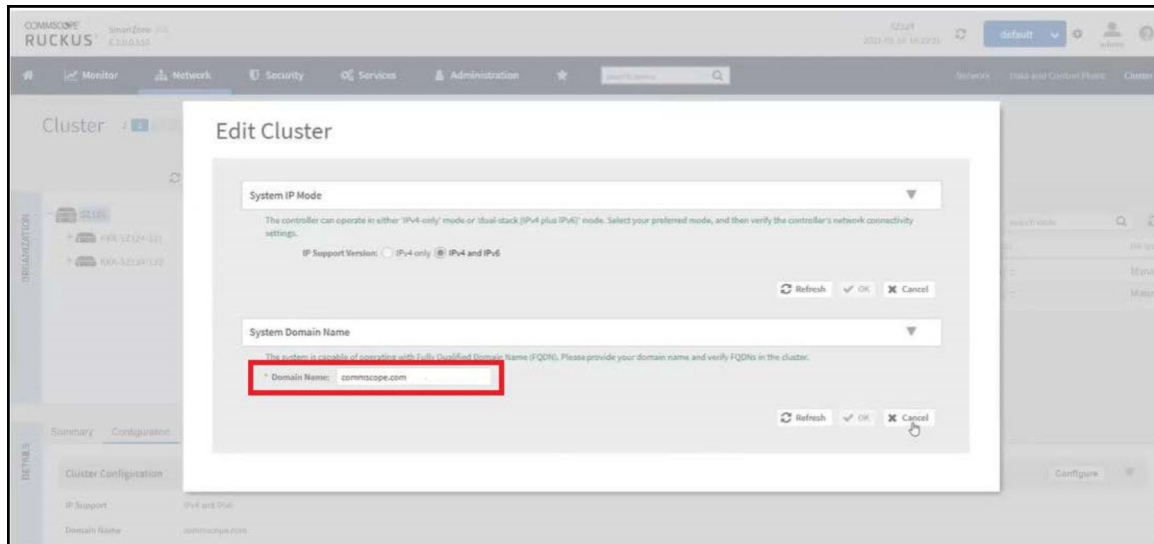 COMMSCOPE
RUCKUS
Monitor
Network
Security
Services
Administration
default
Cluster
Cluster
ORGANIZATION
Edit Cluster
System IP Mode
The controller can operate in either 'IPv4-only' mode or 'dual-stack (IPv4 plus IPv6)' mode. Select your preferred mode, and then verify the controller's network connectivity
settings.
IP Support Version: IPv4 only IPv4 and IPv6
Refresh OK Cancel
System Domain Name
The system is capable of operating with Fully Qualified Domain Name (FQDN). Please provide your domain name and verify FQDNs in the cluster.
* Domain Name: commscope.com
Refresh OK Cancel
DETAILS
Summary Configuration
Cluster Configuration
Configure
IP Support IPv4 and IPv6
Domain Name commscope.com